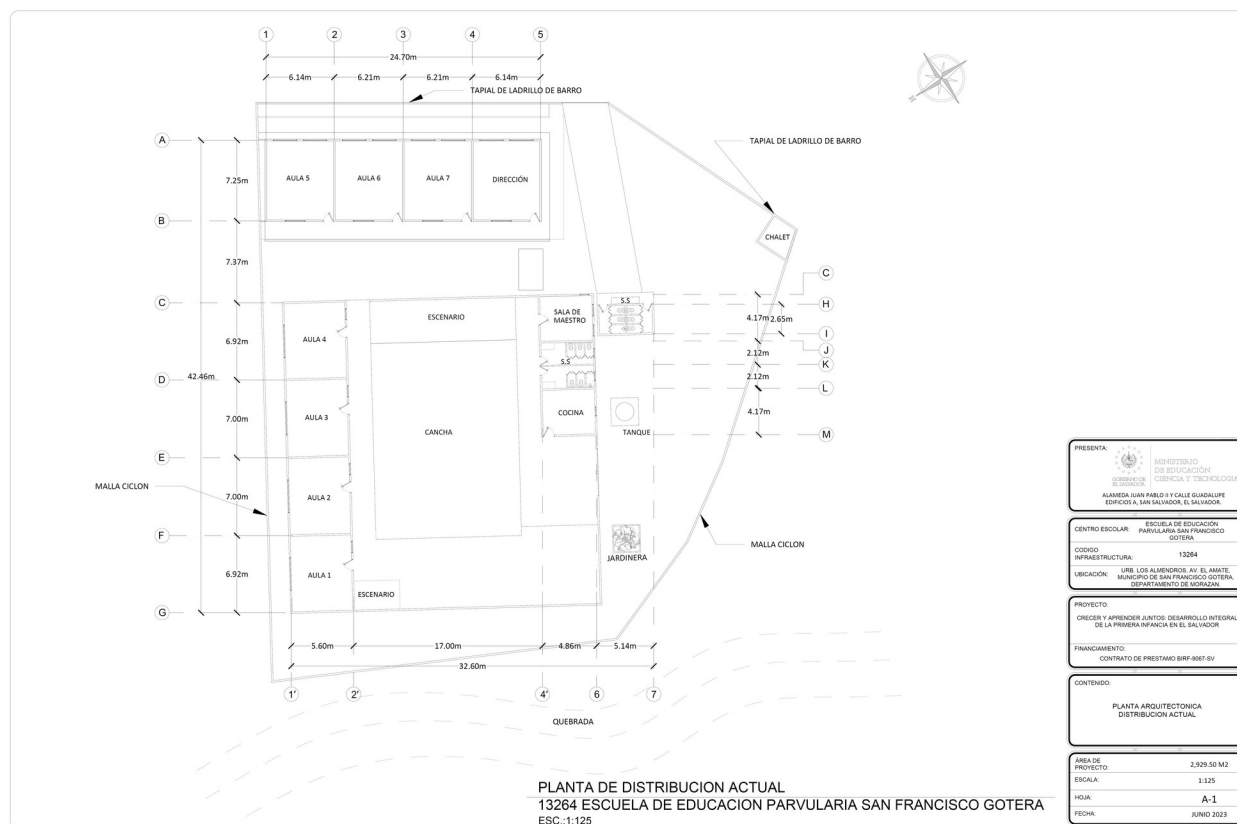 1
2
3
4
5
24.70m
6.14m
6.21m
6.21m
6.14m
TAPIAL DE LADRILLO DE BARRO
N
A
TAPIAL DE LADRILLO DE BARRO
7.25m
AULA 5
AULA 6
AULA 7
DIRECCIÓN
B
CHALET
7.37m
C
C
S.S
H
4.17m
2.65m
ESCENARIO
SALA DE
MAESTRO
I
6.92m
AULA 4
J
2.12m
S.S
K
42.46m
D
2.12m
L
7.00m
AULA 3
COCINA
4.17m
CANCHA
TANQUE
M
E
MALLA CICLON
7.00m
AULA 2
F
MALLA CICLON
JARDINERA
6.92m
AULA 1
ESCENARIO
G
5.60m
17.00m
4.86m
5.14m
32.60m
1'
2'
4'
6
7
QUEBRADA
PLANTA DE DISTRIBUCION ACTUAL
13264 ESCUELA DE EDUCACION PARVULARIA SAN FRANCISCO GOTERA
ESC.:1:125
PRESENTA:
GOBIERNO DE
EL SALVADOR
MINISTERIO
DE EDUCACIÓN
CIENCIA Y TECNOLOGIA
ALAMEDA JUAN PABLO II Y CALLE GUADALUPE
EDIFICIOS A, SAN SALVADOR, EL SALVADOR.
CENTRO ESCOLAR:
ESCUELA DE EDUCACIÓN
PARVULARIA SAN FRANCISCO
GOTERA
CODIGO
INFRAESTRUCTURA:
13264
UBICACIÓN:
URB. LOS ALMENDROS, AV. EL AMATE,
MUNICIPIO DE SAN FRANCISCO GOTERA,
DEPARTAMENTO DE MORAZAN.
PROYECTO:
CRECER Y APRENDER JUNTOS: DESARROLLO INTEGRAL
DE LA PRIMERA INFANCIA EN EL SALVADOR
FINANCIAMIENTO:
CONTRATO DE PRESTAMO BIRF-9067-SV
CONTENIDO:
PLANTA ARQUITECTONICA
DISTRIBUCION ACTUAL
ÁREA DE
PROYECTO:
2,929.50 M2
ESCALA:
1:125
HOJA:
A-1
FECHA:
JUNIO 2023